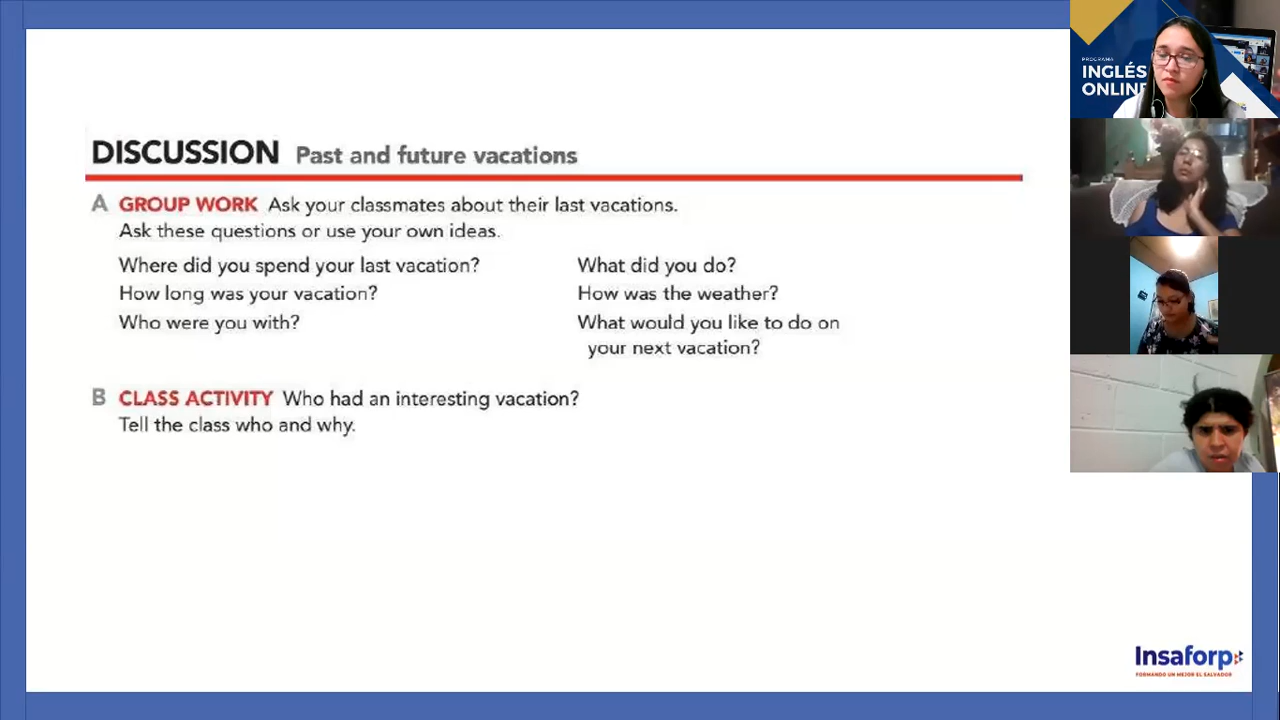 DISCUSSION Past and future vacations
A GROUP WORK Ask your classmates about their last vacations.
Ask these questions or use your own ideas.
Where did you spend your last vacation?
How long was your vacation?
Who were you with?
What did you do?
How was the weather?
What would you like to do on
your next vacation?
B CLASS ACTIVITY Who had an interesting vacation?
Tell the class who and why.
PROGRAMA
INGLÉS
ONLINE
Insaforp
FORMANDO UN MEJOR EL SALVADOR